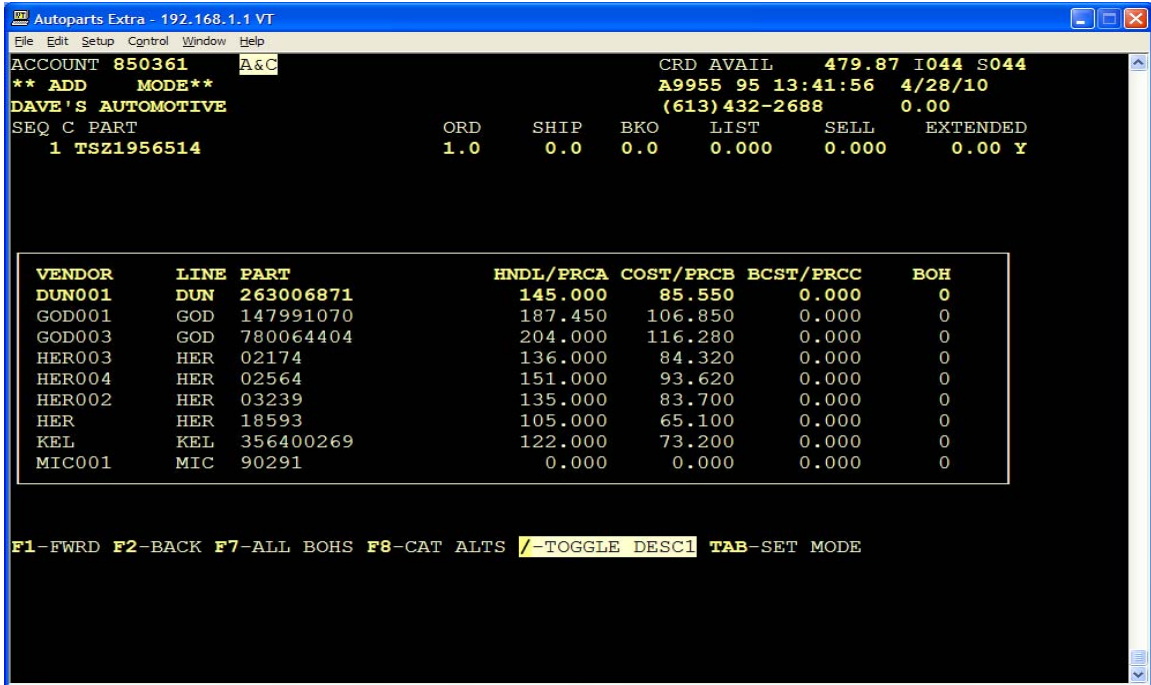 Autoparts Extra - 192.168.1.1 VT
File Edit Setup Control Window Help
ACCOUNT 850361 A&C CRD AVAIL 479.87 I044 S044
** ADD MODE** A9955 95 13:41:56 4/28/10
DAVE'S AUTOMOTIVE (613)432-2688 0.00
SEQ C PART ORD SHIP BKO LIST SELL EXTENDED
1 TSZ1956514 1.0 0.0 0.0 0.000 0.000 0.00 Y
VENDOR LINE PART HNDL/PRCA COST/PRCB BCST/PRCC BOH
DUN001 DUN 263006871 145.000 85.550 0.000 0
GOD001 GOD 147991070 187.450 106.850 0.000 0
GOD003 GOD 780064404 204.000 116.280 0.000 0
HER003 HER 02174 136.000 84.320 0.000 0
HER004 HER 02564 151.000 93.620 0.000 0
HER002 HER 03239 135.000 83.700 0.000 0
HER HER 18593 105.000 65.100 0.000 0
KEL KEL 356400269 122.000 73.200 0.000 0
MIC001 MIC 90291 0.000 0.000 0.000 0
F1-FWRD F2-BACK F7-ALL BOHS F8-CAT ALTS /-TOGGLE DESC1 TAB-SET MODE